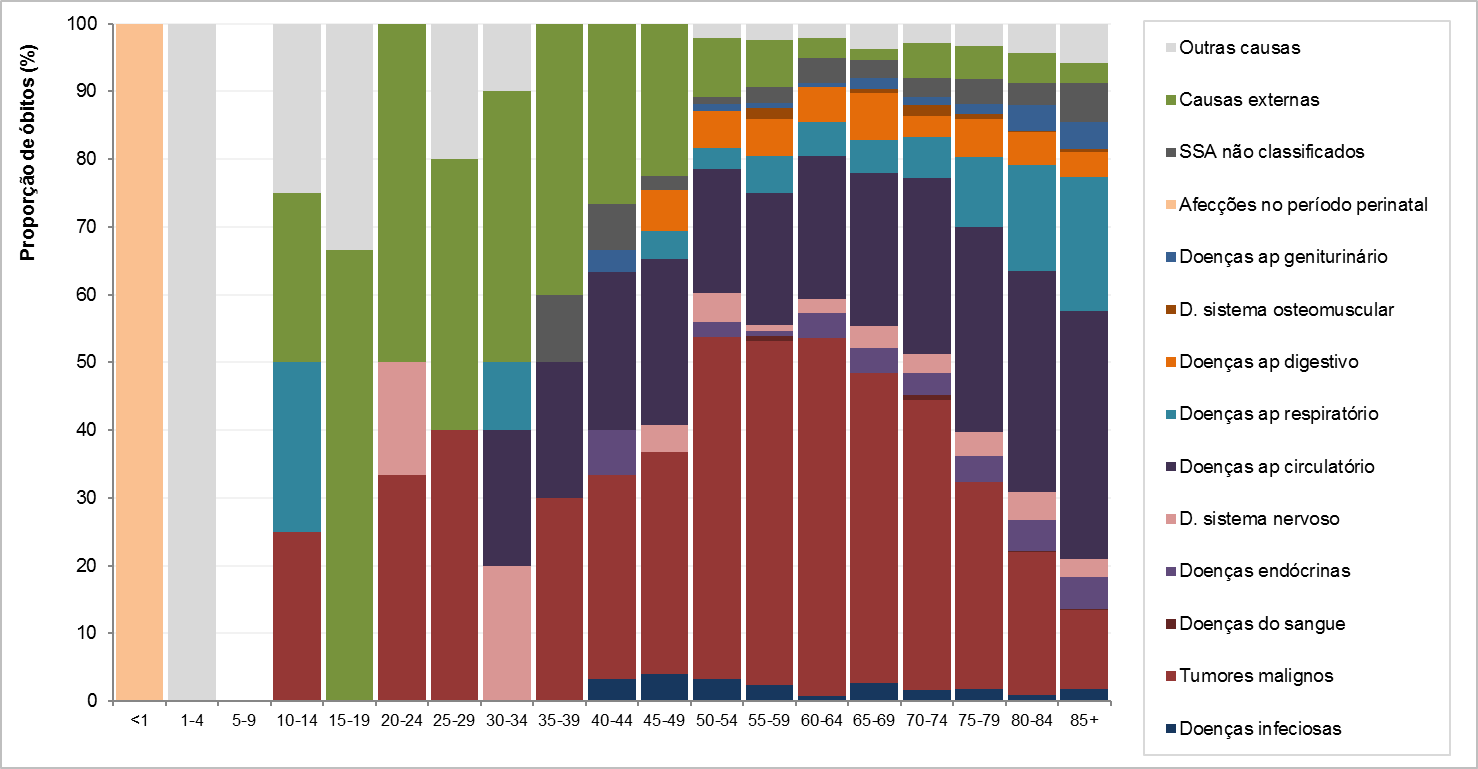 Proporção de óbitos (%)
100
90
80
70
60
50
40
30
20
10
0
<1 1-4 5-9 10-14 15-19 20-24 25-29 30-34 35-39 40-44 45-49 50-54 55-59 60-64 65-69 70-74 75-79 80-84 85+
Outras causas
Causas externas
SSA não classificados
Afecções no período perinatal
Doenças ap geniturinário
D. sistema osteomuscular
Doenças ap digestivo
Doenças ap respiratório
Doenças ap circulatório
D. sistema nervoso
Doenças endócrinas
Doenças do sangue
Tumores malignos
Doenças infeciosas